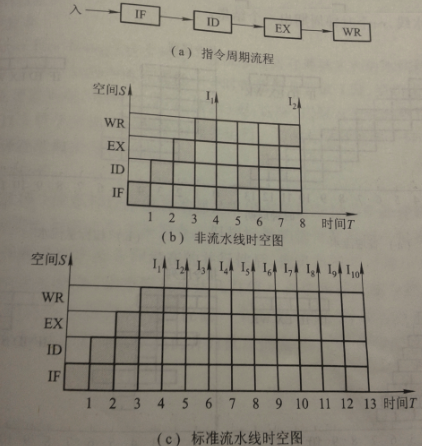 入 IF ID EX WR
(a) 指令周期流程
空间S I₁ I₂
WR
EX
ID
IF
1 2 3 4 5 6 7 8 时间T
(b) 非流水线时空图
空间S I₁ I₂ I₃ I₄ I₅ I₆ I₇ I₈ I₉ I₁₀
WR
EX
ID
IF
1 2 3 4 5 6 7 8 9 10 11 12 13 时间T
(c) 标准流水线时空图